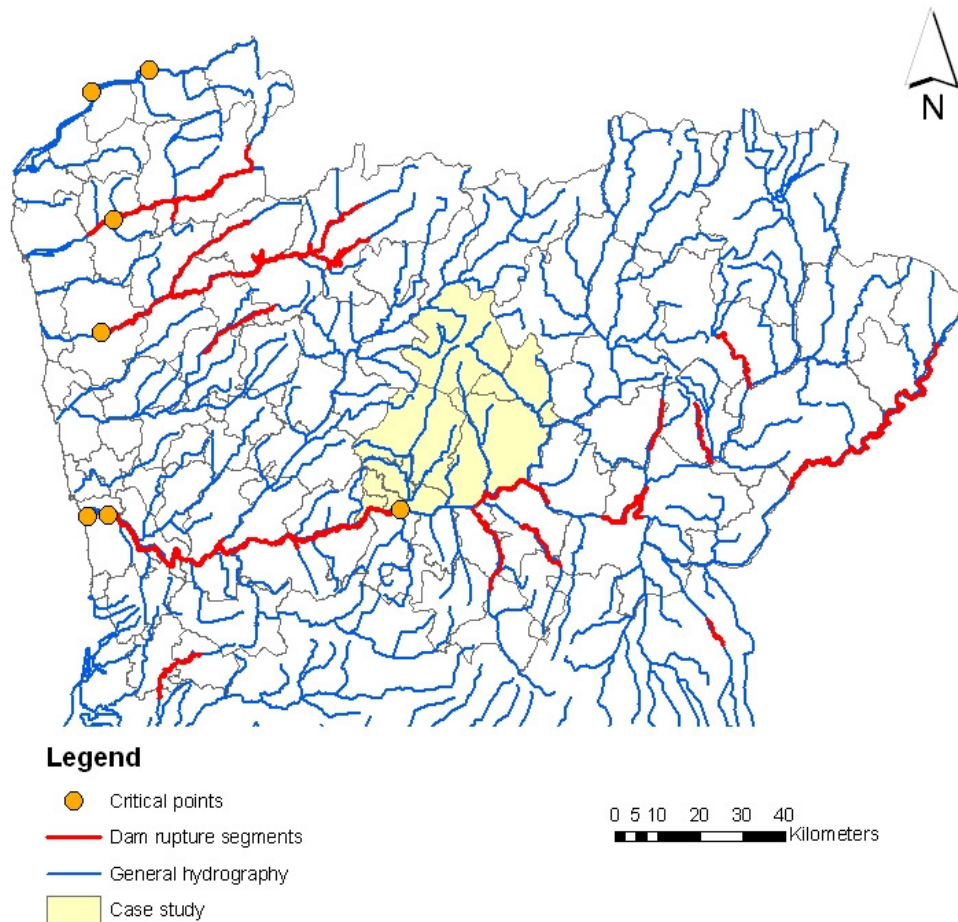 N
Legend
Critical points
Dam rupture segments
General hydrography
Case study
0 5 10 20 30 40
Kilometers